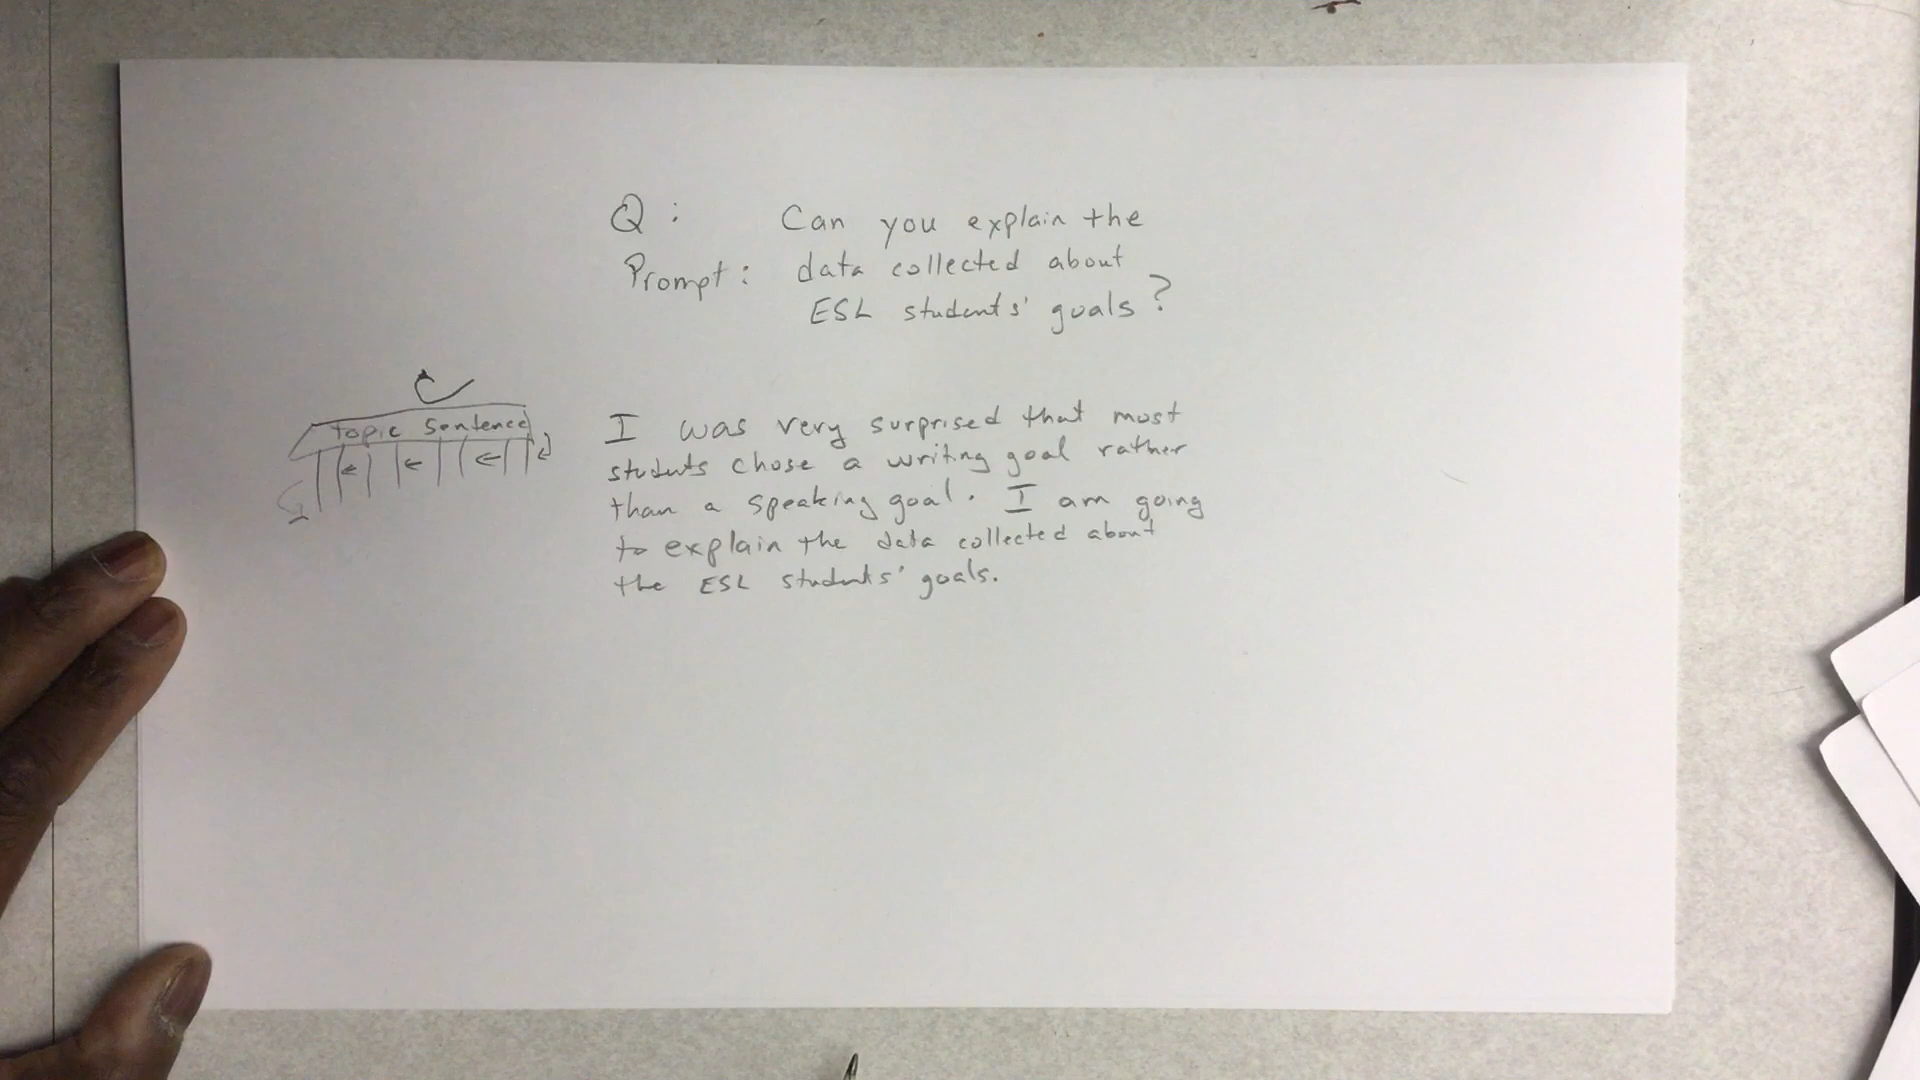 Q: Can you explain the
Prompt: data collected about
ESL students' goals?
Topic Sentence
I was very surprised that most
students chose a writing goal rather
than a speaking goal. I am going
to explain the data collected about
the ESL students' goals.